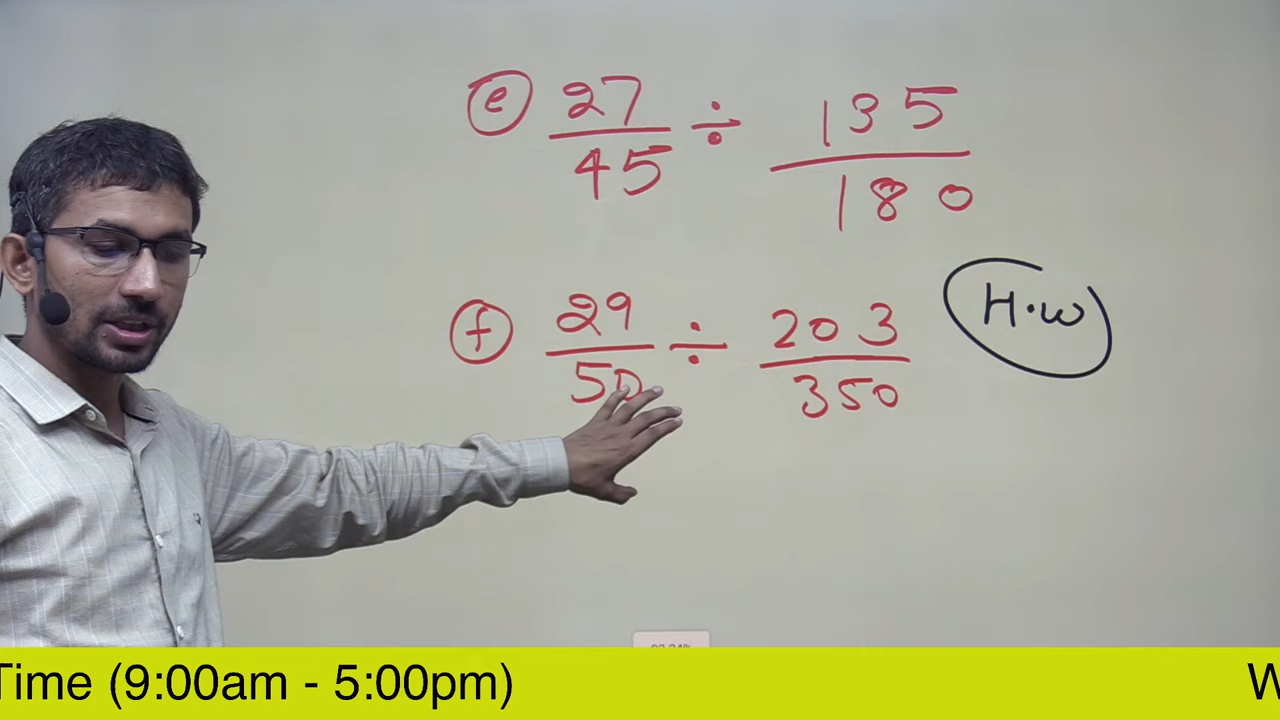 e 27/45 ÷ 135/180
f 29/50 ÷ 203/350
H.W
Time (9:00am - 5:00pm)